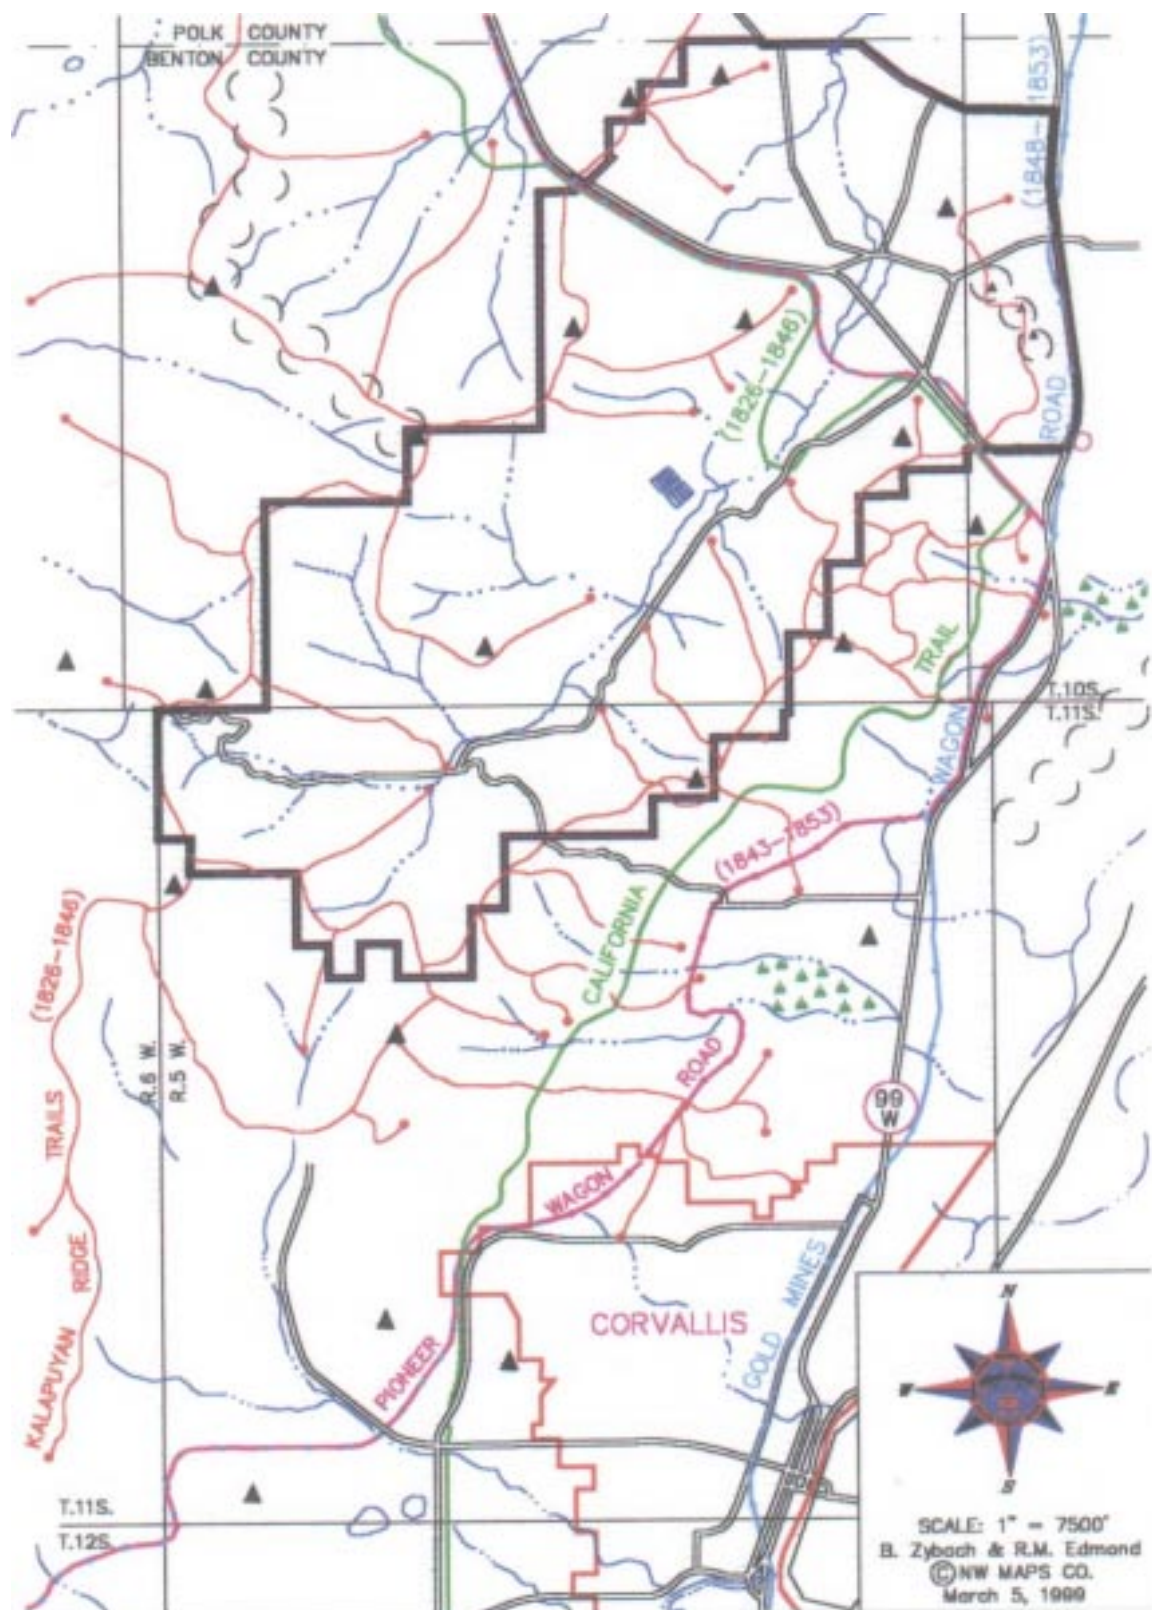 POLK COUNTY
BENTON COUNTY
(1848-1853)
ROAD
(1826-1846)
TRAIL
WAGON
T.10S.
T.11S.
(1843-1853)
CALIFORNIA
(1826-1846)
R.6 W.
R.5 W.
TRAILS
ROAD
99
W
WAGON
RIDGE
MINES
CORVALLIS
KALAPUYAN
PIONEER
GOLD
N
W
E
S
T.11S.
T.12S.
SCALE: 1" = 7500'
B. Zybach & R.M. Edmond
© NW MAPS CO.
March 5, 1999